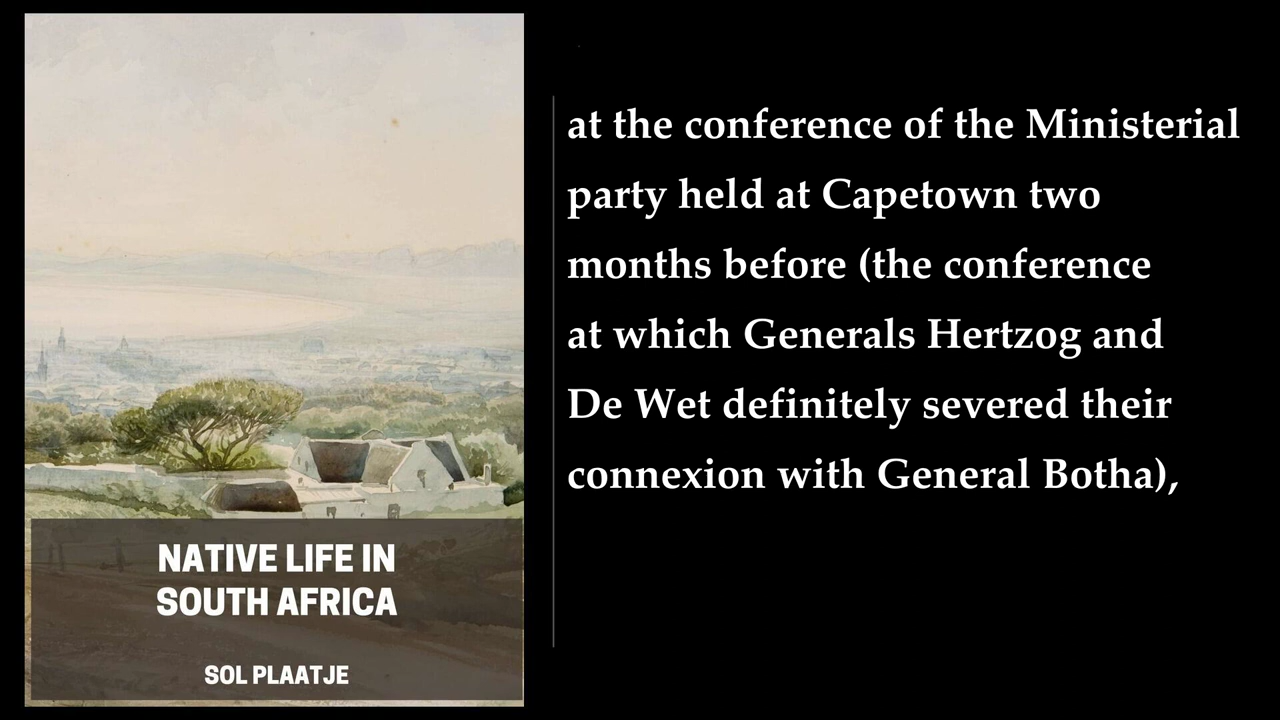 NATIVE LIFE IN
SOUTH AFRICA
SOL PLAATJE
at the conference of the Ministerial
party held at Capetown two
months before (the conference
at which Generals Hertzog and
De Wet definitely severed their
connexion with General Botha),